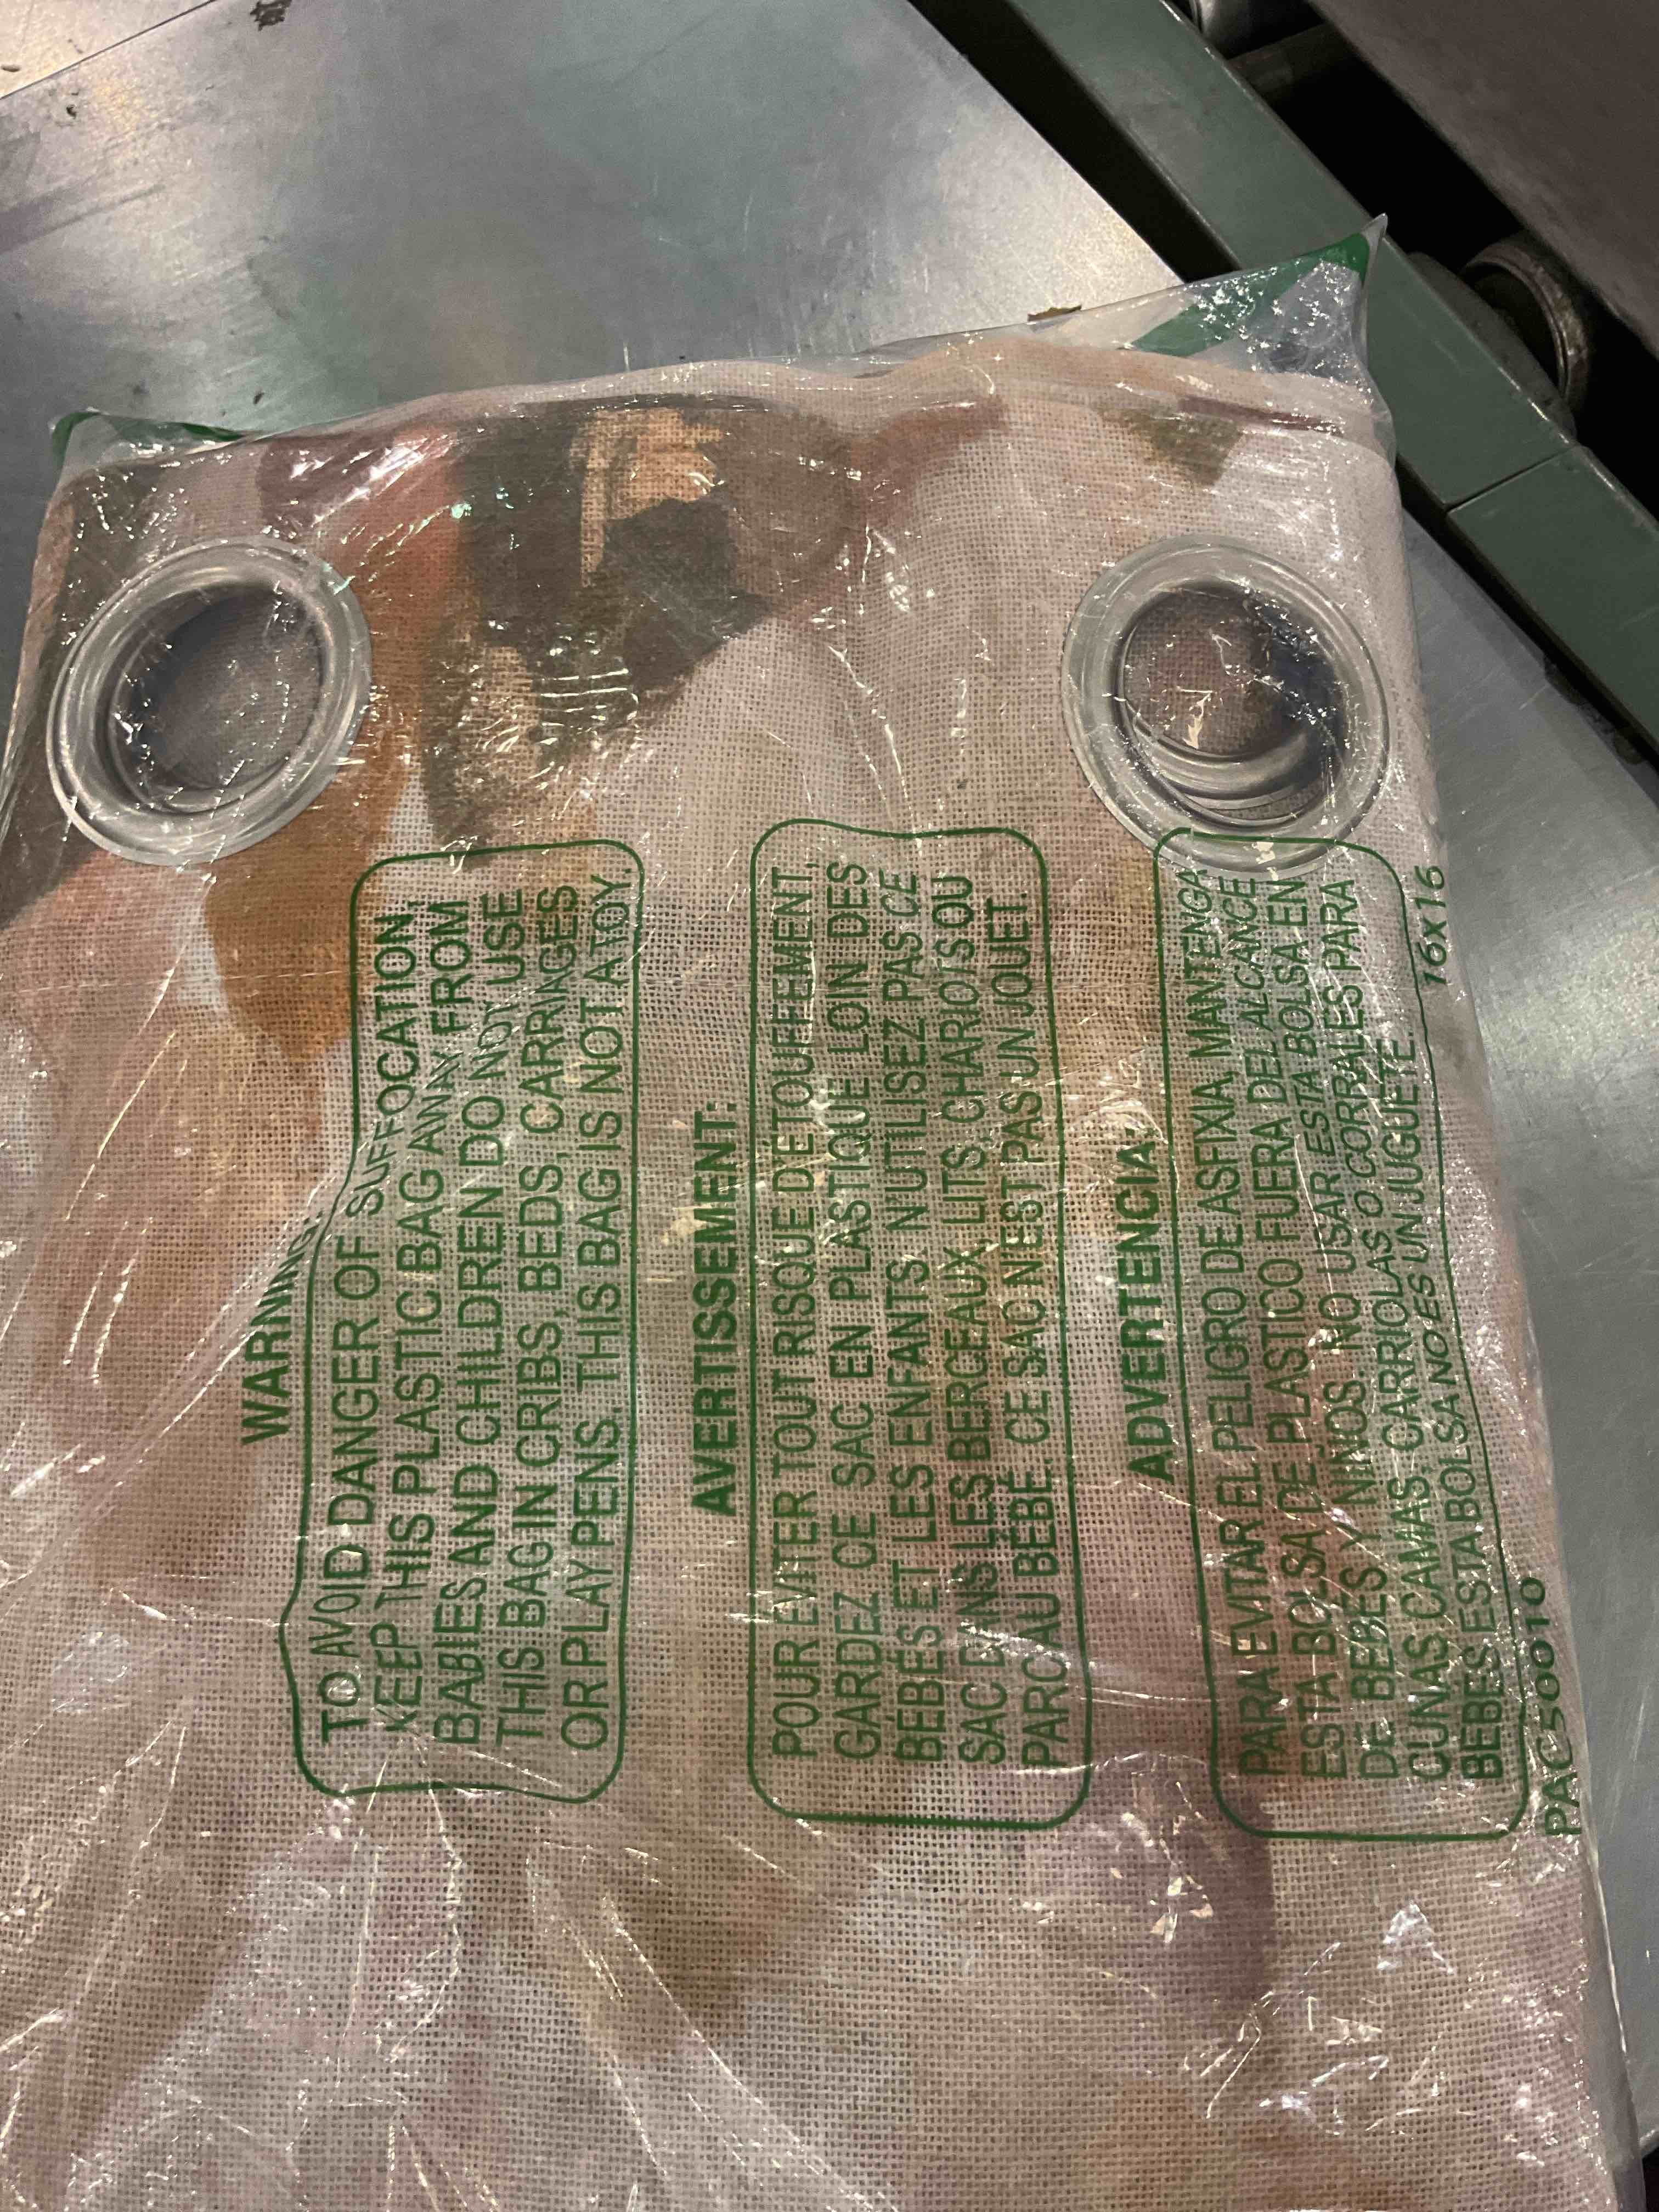 WARNING:
TO AVOID DANGER OF SUFFOCATION,
KEEP THIS PLASTIC BAG AWAY FROM
BABIES AND CHILDREN DO NOT USE
THIS BAG IN CRIBS, BEDS, CARRIAGES
OR PLAY PENS. THIS BAG IS NOT A TOY.
AVERTISSEMENT:
POUR EVITER TOUT RISQUE D'ÉTOUFFEMENT,
GARDEZ CE SAC EN PLASTIQUE LOIN DES
BÉBÉS ET LES ENFANTS. N'UTILISEZ PAS CE
SAC DANS LES BERCEAUX, LITS, CHARIOTS OU
PARC AU BÉBÉ. CE SAC N'EST PAS UN JOUET.
ADVERTENCIA:
PARA EVITAR EL PELIGRO DE ASFIXIA, MANTENGA
ESTA BOLSA DE PLASTICO FUERA DEL ALCANCE
DE BEBES Y NIÑOS. NO USAR ESTA BOLSA EN
CUNAS, CAMAS, CARRIOLAS O CORRALES PARA
BEBES ESTA BOLSA NO ES UN JUGUETE.
PAC500010 16X16